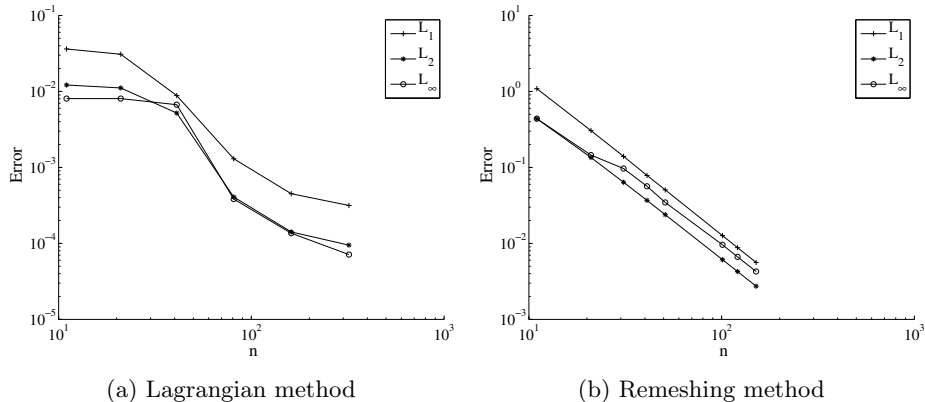 10^-1
10^-2
10^-3
10^-4
10^-5
Error
10^1
10^2
10^3
n
L_1
L_2
L_∞
(a) Lagrangian method
10^1
10^0
10^-1
10^-2
10^-3
Error
10^1
10^2
10^3
n
L_1
L_2
L_∞
(b) Remeshing method